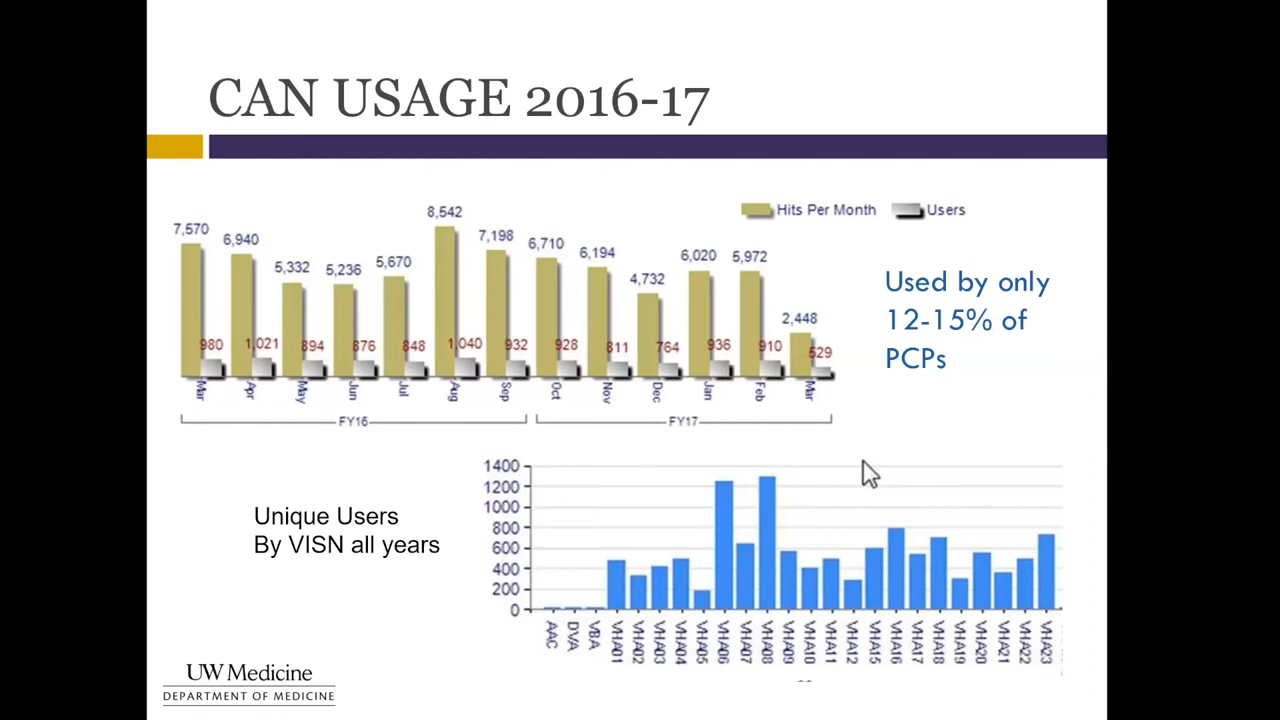 CAN USAGE 2016-17
Hits Per Month Users
7,570 6,940 5,332 5,236 5,670 8,542 7,198 6,710 6,194 4,732 6,020 5,972 2,448
980 1,021 894 876 848 1,040 932 928 811 764 936 910 529
Mar Apr May Jun Jul Aug Sep Oct Nov Dec Jan Feb Mar
FY16 FY17
Used by only
12-15% of
PCPs
Unique Users
By VISN all years
1400
1200
1000
800
600
400
200
0
AAC DVA VBA VHA01 VHA02 VHA03 VHA04 VHA05 VHA06 VHA07 VHA08 VHA09 VHA10 VHA11 VHA12 VHA15 VHA16 VHA17 VHA18 VHA19 VHA20 VHA21 VHA22 VHA23
UW Medicine
DEPARTMENT OF MEDICINE